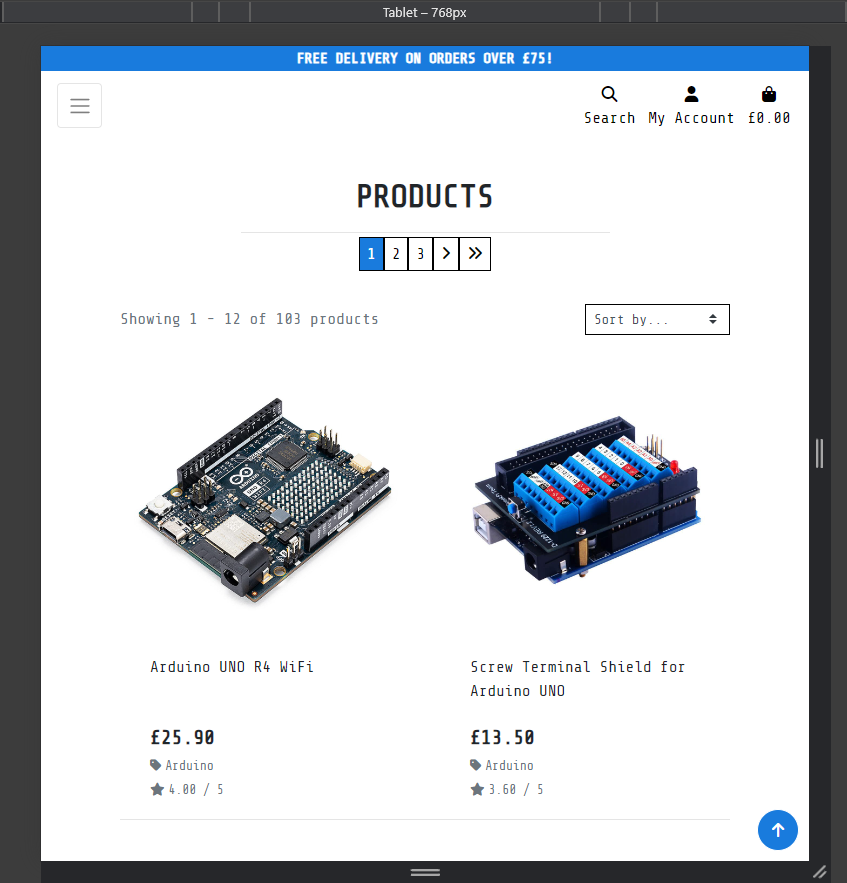 Tablet – 768px
FREE DELIVERY ON ORDERS OVER £75!
Search My Account £0.00
PRODUCTS
1 2 3
Showing 1 - 12 of 103 products
Sort by...
Arduino UNO R4 WiFi
£25.90
Arduino
4.00 / 5
Screw Terminal Shield for
Arduino UNO
£13.50
Arduino
3.60 / 5